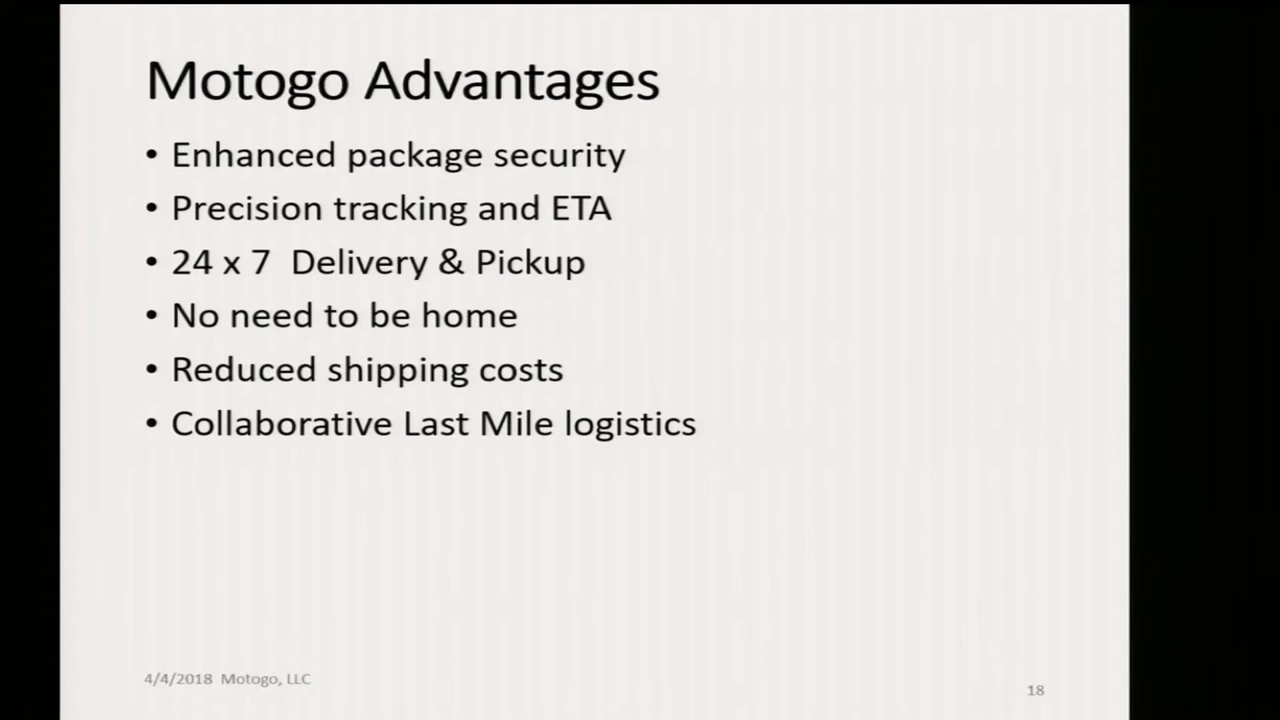 Motogo Advantages
• Enhanced package security
• Precision tracking and ETA
• 24 x 7  Delivery & Pickup
• No need to be home
• Reduced shipping costs
• Collaborative Last Mile logistics
4/4/2018  Motogo, LLC
18